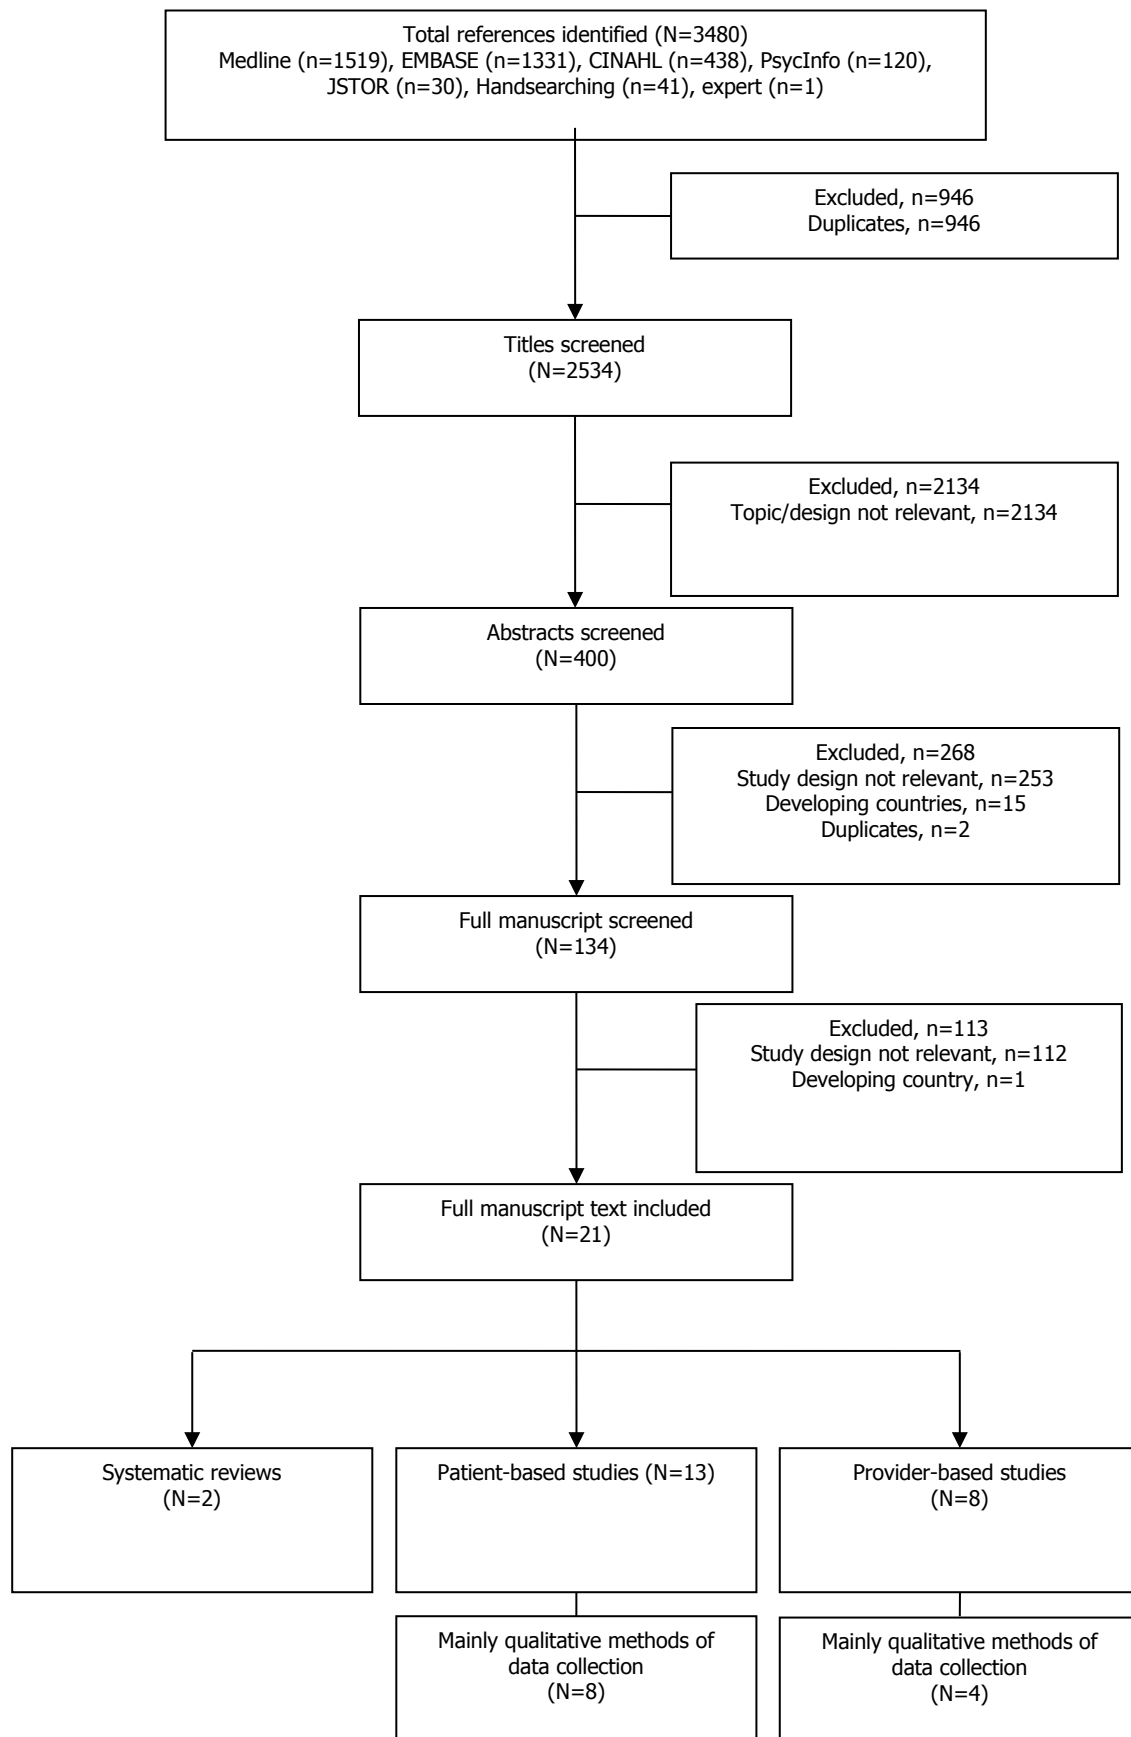 Total references identified (N=3480)
Medline (n=1519), EMBASE (n=1331), CINAHL (n=438), PsycInfo (n=120),
JSTOR (n=30), Handsearching (n=41), expert (n=1)
Excluded, n=946
Duplicates, n=946
Titles screened
(N=2534)
Excluded, n=2134
Topic/design not relevant, n=2134
Abstracts screened
(N=400)
Excluded, n=268
Study design not relevant, n=253
Developing countries, n=15
Duplicates, n=2
Full manuscript screened
(N=134)
Excluded, n=113
Study design not relevant, n=112
Developing country, n=1
Full manuscript text included
(N=21)
Systematic reviews
(N=2)
Patient-based studies (N=13)
Provider-based studies
(N=8)
Mainly qualitative methods of
data collection
(N=8)
Mainly qualitative methods of
data collection
(N=4)